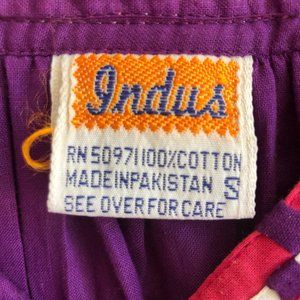 Indus
RN 50971 100% COTTON
MADE IN PAKISTAN S
SEE OVER FOR CARE